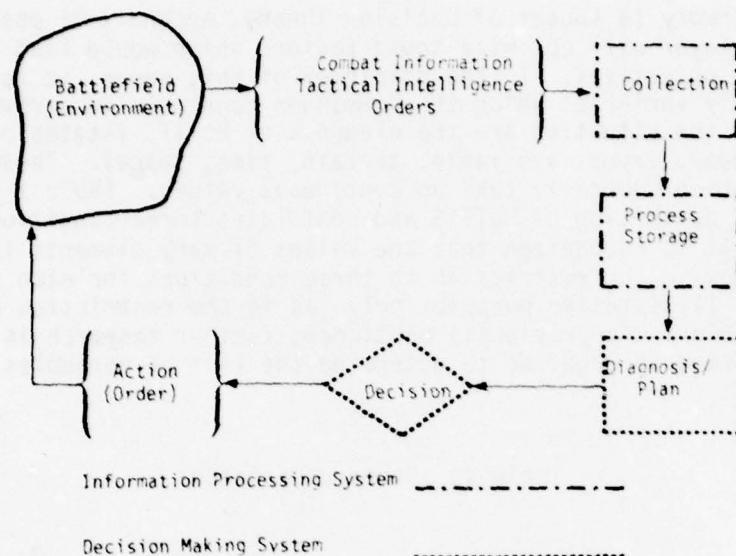 Battlefield
(Environment)
Combat Information
Tactical Intelligence
Orders
Collection
Process
Storage
Diagnosis/
Plan
Decision
Action
(Order)
Information Processing System
Decision Making System